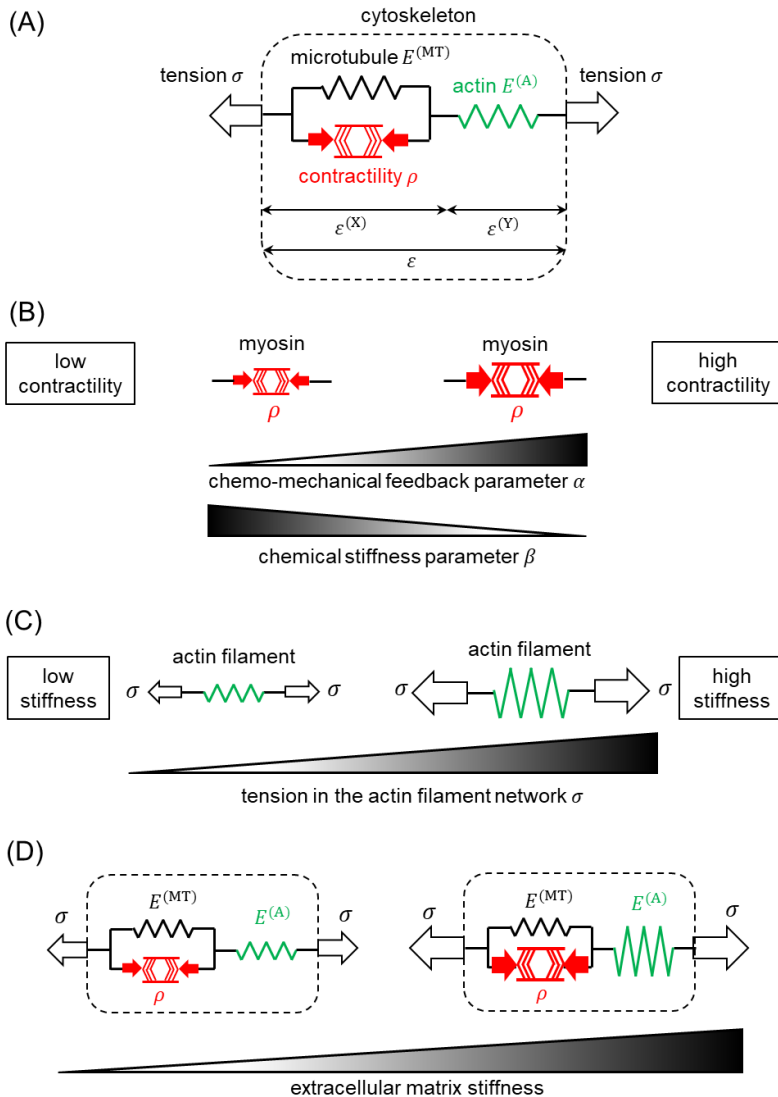 (A)
cytoskeleton
microtubule E^(MT)
tension σ
actin E^(A)
tension σ
contractility ρ
ε^(X)
ε^(Y)
ε
(B)
low
contractility
myosin
ρ
myosin
ρ
high
contractility
chemo-mechanical feedback parameter α
chemical stiffness parameter β
(C)
low
stiffness
actin filament
σ
σ
actin filament
σ
σ
high
stiffness
tension in the actin filament network σ
(D)
σ
E^(MT)
E^(A)
σ
ρ
σ
E^(MT)
E^(A)
σ
ρ
extracellular matrix stiffness